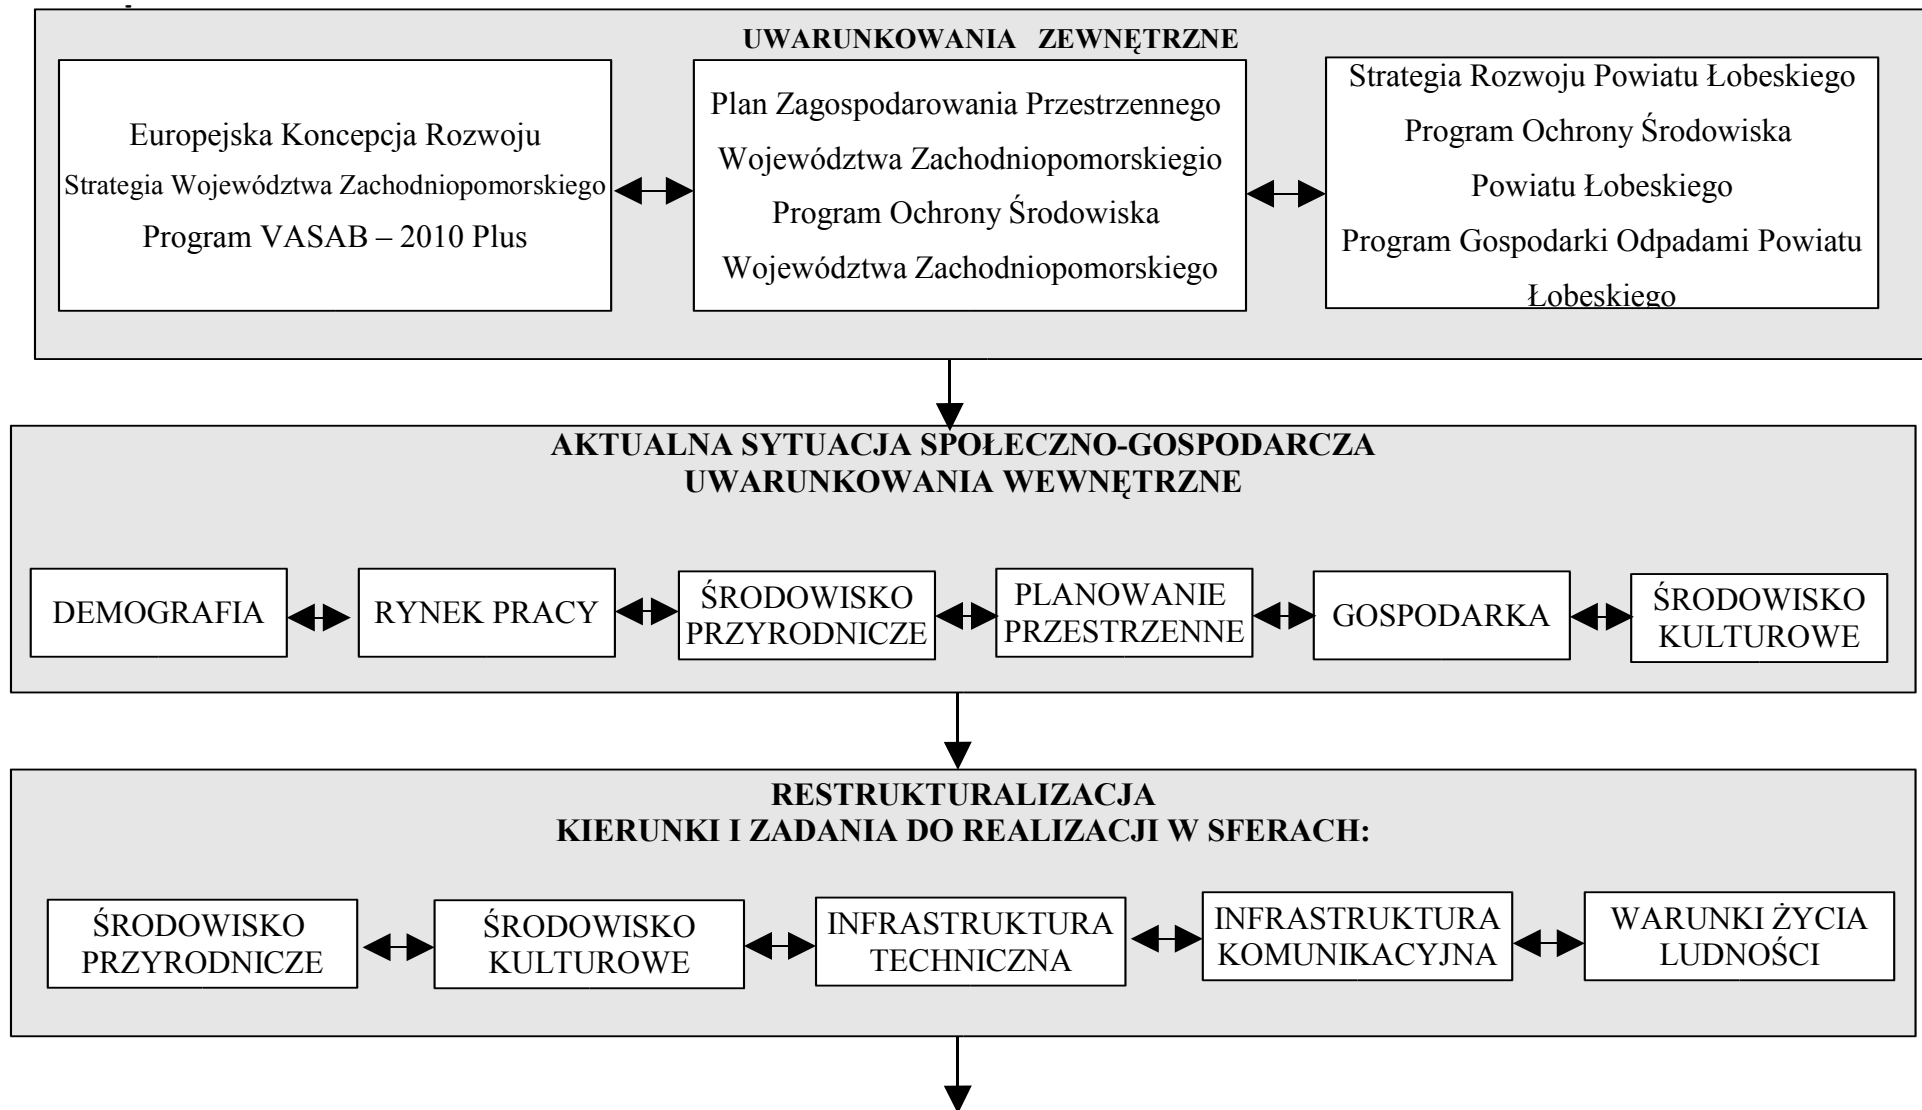 UWARUNKOWANIA ZEWNĘTRZNE
Europejska Koncepcja Rozwoju
Strategia Województwa Zachodniopomorskiego
Program VASAB – 2010 Plus
Plan Zagospodarowania Przestrzennego
Województwa Zachodniopomorskiegio
Program Ochrony Środowiska
Województwa Zachodniopomorskiego
Strategia Rozwoju Powiatu Łobeskiego
Program Ochrony Środowiska
Powiatu Łobeskiego
Program Gospodarki Odpadami Powiatu
Łobeskiego
AKTUALNA SYTUACJA SPOŁECZNO-GOSPODARCZA
UWARUNKOWANIA WEWNĘTRZNE
DEMOGRAFIA
RYNEK PRACY
ŚRODOWISKO
PRZYRODNICZE
PLANOWANIE
PRZESTRZENNE
GOSPODARKA
ŚRODOWISKO
KULTUROWE
RESTRUKTURALIZACJA
KIERUNKI I ZADANIA DO REALIZACJI W SFERACH:
ŚRODOWISKO
PRZYRODNICZE
ŚRODOWISKO
KULTUROWE
INFRASTRUKTURA
TECHNICZNA
INFRASTRUKTURA
KOMUNIKACYJNA
WARUNKI ŻYCIA
LUDNOŚCI